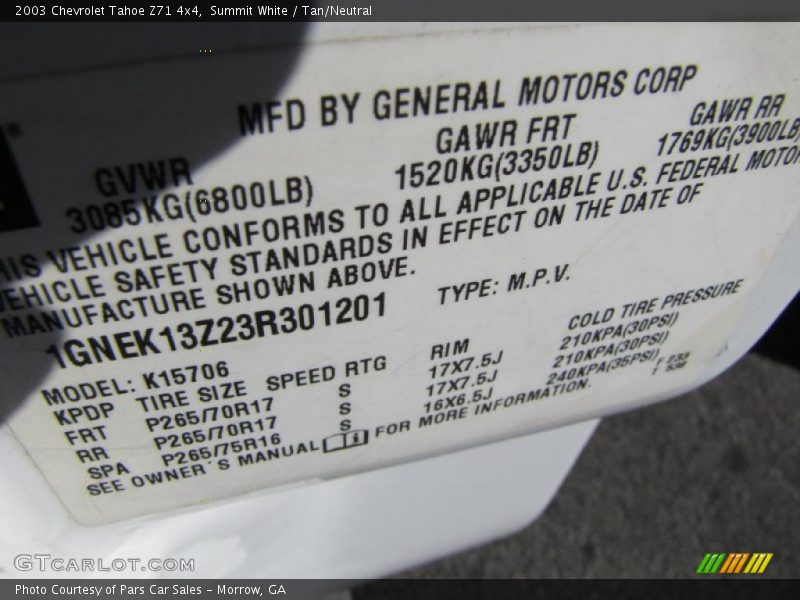 2003 Chevrolet Tahoe Z71 4x4, Summit White / Tan/Neutral
MFD BY GENERAL MOTORS CORP
GVWR GAWR FRT GAWR RR
3085KG(6800LB) 1520KG(3350LB) 1769KG(3900LB
HIS VEHICLE CONFORMS TO ALL APPLICABLE U.S. FEDERAL MOTO
VEHICLE SAFETY STANDARDS IN EFFECT ON THE DATE OF
MANUFACTURE SHOWN ABOVE.
1GNEK13Z23R301201 TYPE: M.P.V.
MODEL: K15706
KPDP TIRE SIZE SPEED RTG RIM COLD TIRE PRESSURE
FRT P265/70R17 S 17X7.5J 210KPA(30PSI)
RR P265/70R17 S 17X7.5J 210KPA(30PSI)
SPA P265/75R16 S 16X6.5J 240KPA(35PSI)
SEE OWNER'S MANUAL FOR MORE INFORMATION.
GTCARLOT.COM
Photo Courtesy of Pars Car Sales - Morrow, GA